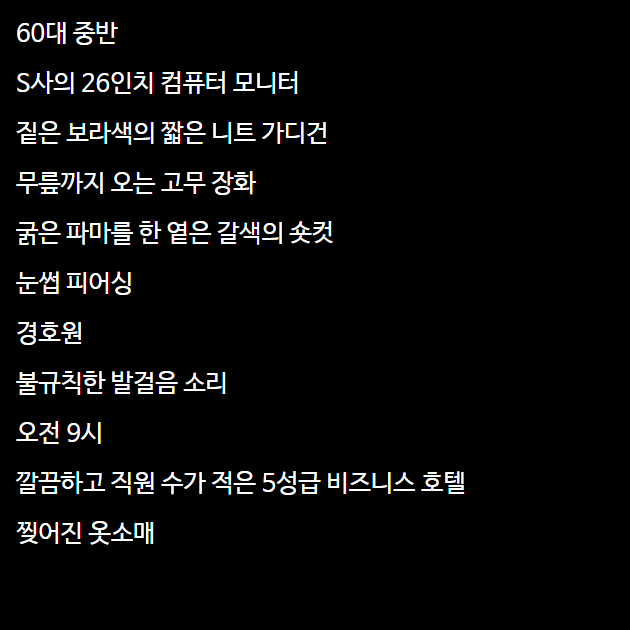 60대 중반
S사의 26인치 컴퓨터 모니터
짙은 보라색의 짧은 니트 가디건
무릎까지 오는 고무 장화
굵은 파마를 한 옅은 갈색의 숏컷
눈썹 피어싱
경호원
불규칙한 발걸음 소리
오전 9시
깔끔하고 직원 수가 적은 5성급 비즈니스 호텔
찢어진 옷소매